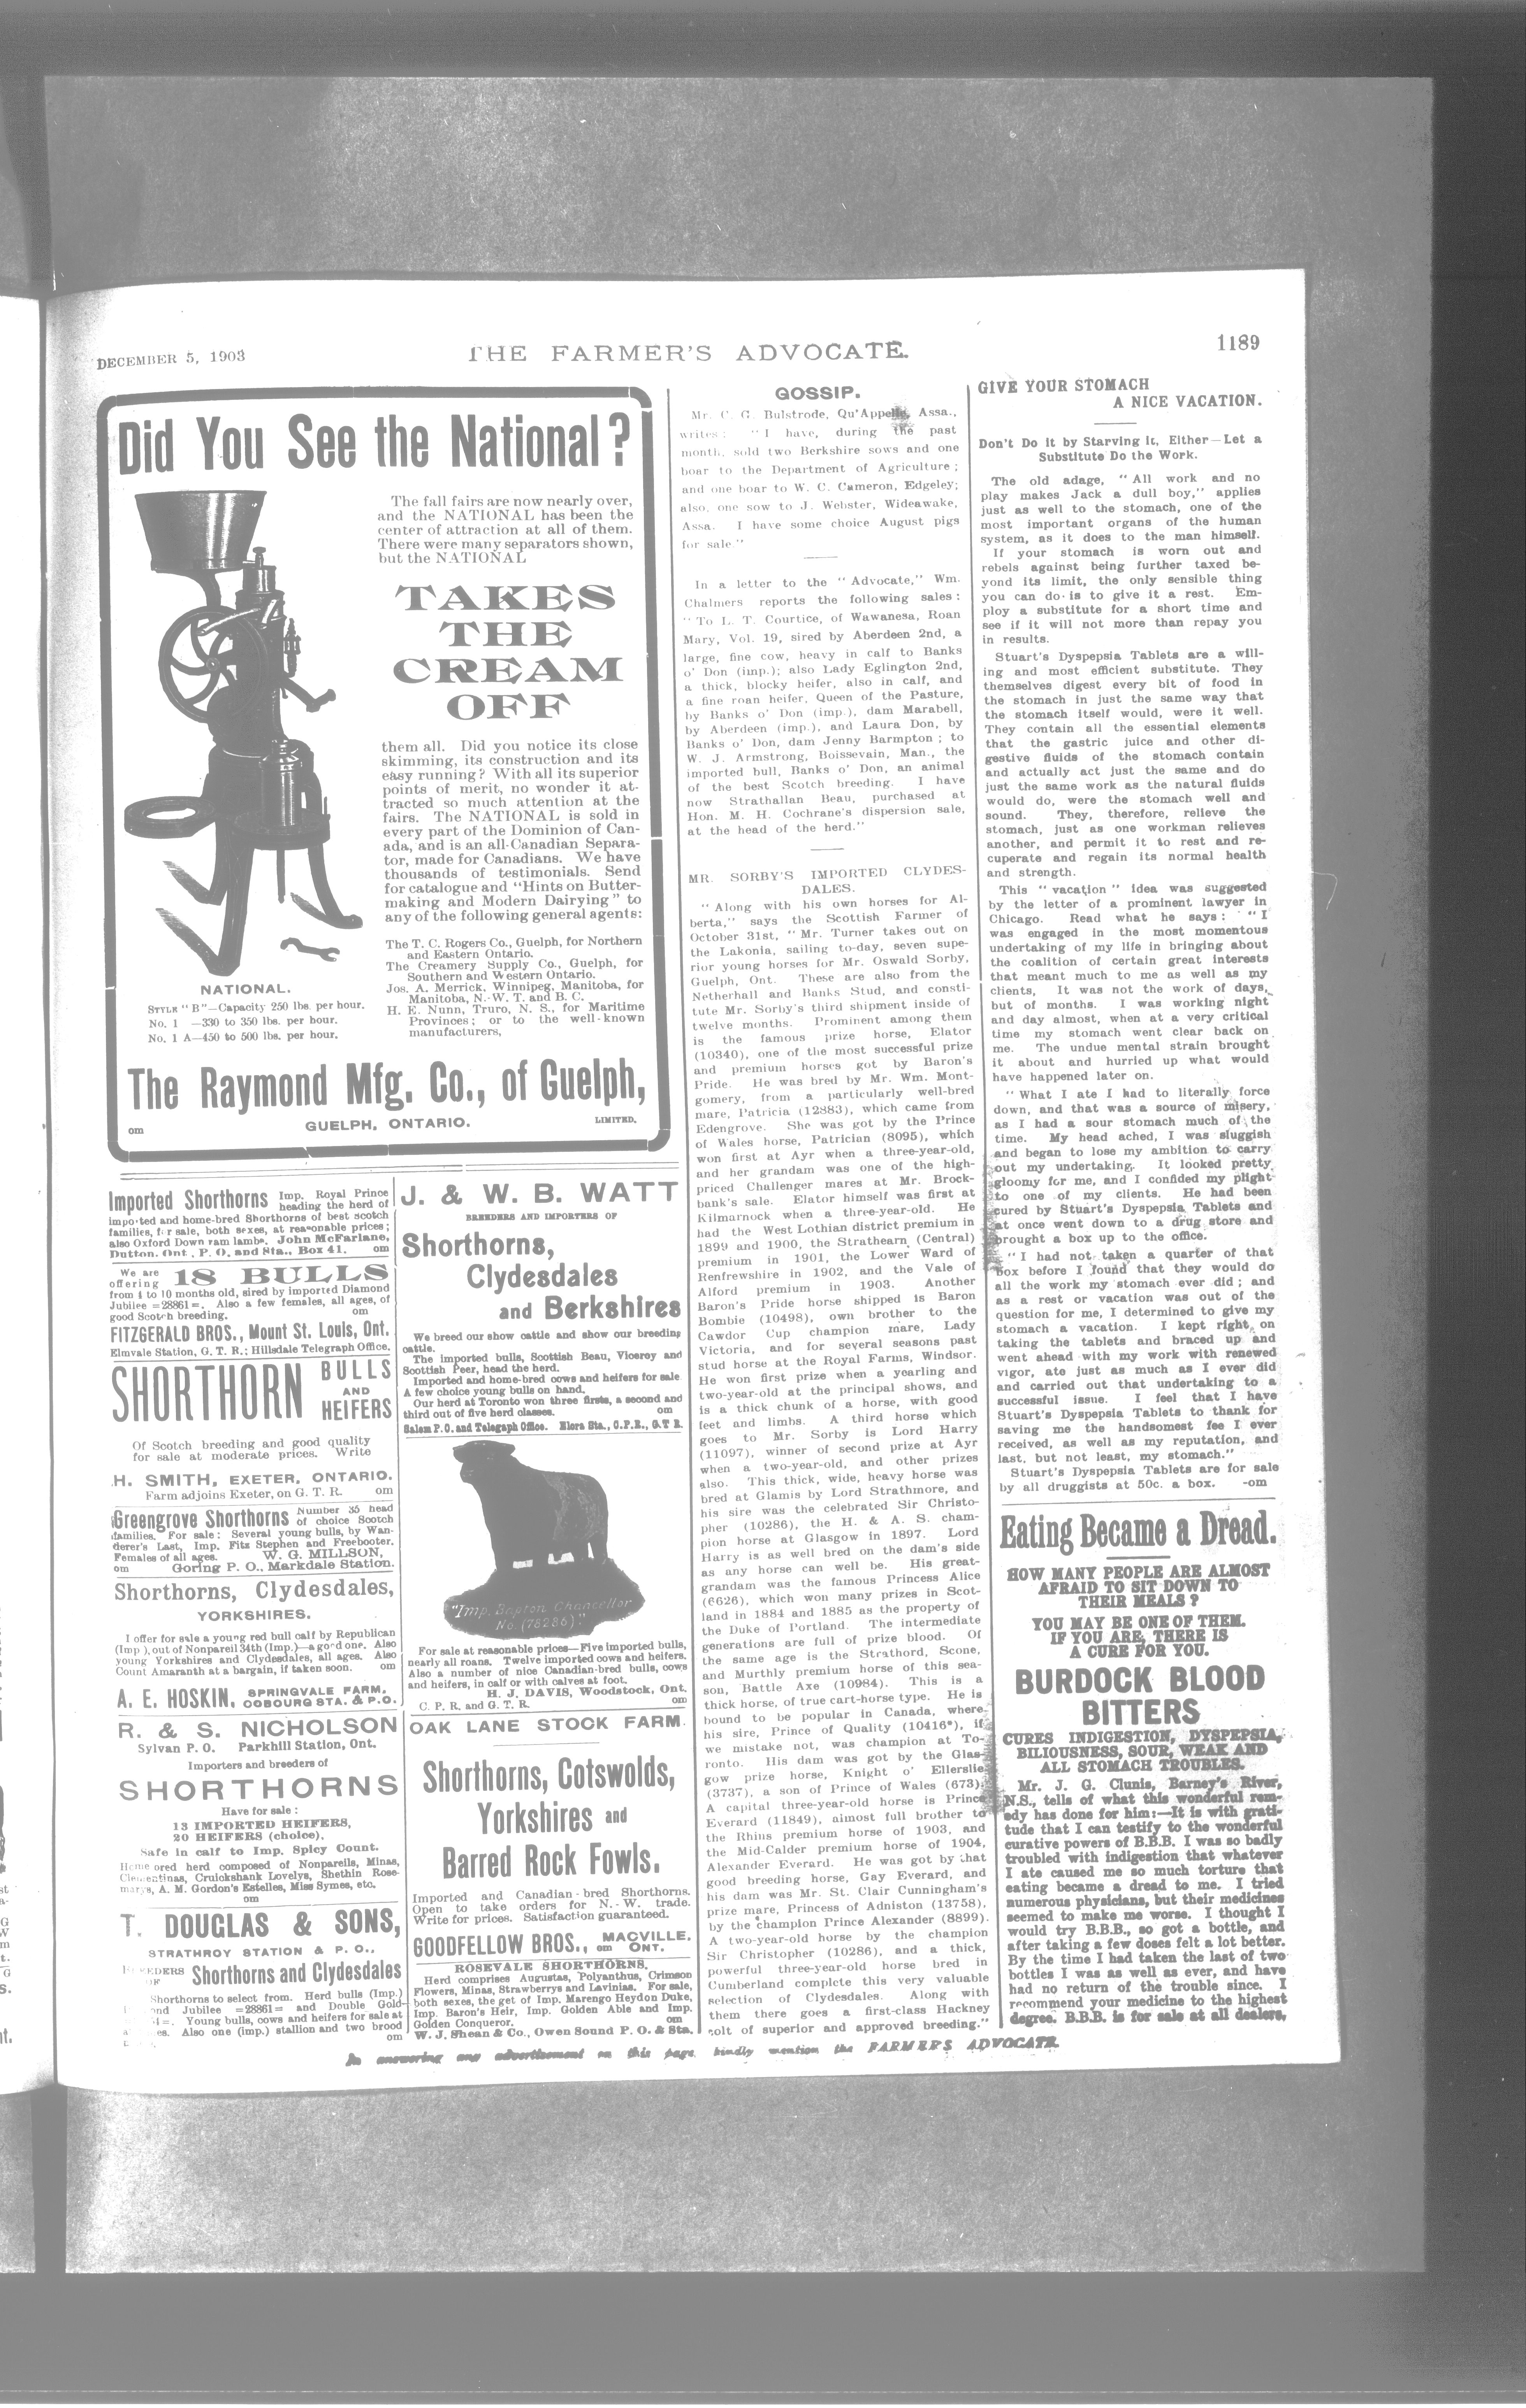 DECEMBER 5, 1903
THE FARMER'S ADVOCATE.
1189
Did You See the National?
The fall fairs are now nearly over,
and the NATIONAL has been the
center of attraction at all of them.
There were many separators shown,
but the NATIONAL
TAKES
THE
CREAM
OFF
them all. Did you notice its close
skimming, its construction and its
easy running? With all its superior
points of merit, no wonder it at-
tracted so much attention at the
fairs. The NATIONAL is sold in
every part of the Dominion of Can-
ada, and is an all-Canadian Separa-
tor, made for Canadians. We have
thousands of testimonials. Send
for catalogue and "Hints on Butter-
making and Modern Dairying" to
any of the following general agents:
The T. C. Rogers Co., Guelph, for Northern
and Eastern Ontario.
The Creamery Supply Co., Guelph, for
Southern and Western Ontario.
Jos. A. Merrick, Winnipeg, Manitoba, for
Manitoba, N.-W. T. and B. C.
H. E. Nunn, Truro, N. S., for Maritime
Provinces; or to the well-known
manufacturers,
NATIONAL.
STYLE "B"—Capacity 250 lbs. per hour.
No. 1 —330 to 350 lbs. per hour.
No. 1 A—450 to 500 lbs. per hour.
The Raymond Mfg. Co., of Guelph,
LIMITED,
GUELPH, ONTARIO.
om
Imported Shorthorns Imp. Royal Prince
heading the herd of
imported and home-bred Shorthorns of best scotch
families, for sale, both sexes, at reasonable prices;
also Oxford Down ram lambs. John McFarlane,
Dutton, Ont., P. O. and Sta., Box 41. om
We are
offering 18 BULLS
from 4 to 10 months old, sired by imported Diamond
Jubilee =28861=. Also a few females, all ages, of
good Scotch breeding. om
FITZGERALD BROS., Mount St. Louis, Ont.
Elmvale Station, G. T. R.; Hillsdale Telegraph Office.
SHORTHORN BULLS
AND
HEIFERS
Of Scotch breeding and good quality
for sale at moderate prices. Write
H. SMITH, EXETER, ONTARIO.
Farm adjoins Exeter, on G. T. R. om
Greengrove Shorthorns Number 35 head
of choice Scotch
families. For sale: Several young bulls, by Wan-
derer's Last, Imp. Fitz Stephen and Freebooter.
Females of all ages. W. G. MILLSON,
om Goring P. O., Markdale Station.
Shorthorns, Clydesdales,
YORKSHIRES.
I offer for sale a young red bull calf by Republican
(Imp), out of Nonpareil 34th (Imp.)—a good one. Also
young Yorkshires and Clydesdales, all ages. Also
Count Amaranth at a bargain, if taken soon. om
A. E. HOSKIN, SPRINGVALE FARM,
COBOURG STA. & P.O.
R. & S. NICHOLSON
Sylvan P. O. Parkhill Station, Ont.
Importers and breeders of
SHORTHORNS
Have for sale:
13 IMPORTED HEIFERS,
20 HEIFERS (choice),
Safe in calf to Imp. Spicy Count.
Home bred herd composed of Nonpareils, Minas,
Clementinas, Cruickshank Lovelys, Shethin Rose-
marys, A. M. Gordon's Estelles, Miss Symes, etc.
om
T. DOUGLAS & SONS,
STRATHROY STATION & P. O.,
BREEDERS
OF Shorthorns and Clydesdales
Shorthorns to select from. Herd bulls (Imp.)
Jubilee =28861= and Double Gold
Young bulls, cows and heifers for sale at
Also one (imp.) stallion and two brood
om
J. & W. B. WATT
BREEDERS AND IMPORTERS OF
Shorthorns,
Clydesdales
and Berkshires
We breed our show cattle and show our breeding
cattle.
The imported bulls, Scottish Beau, Viceroy and
Scottish Peer, head the herd.
Imported and home-bred cows and heifers for sale
A few choice young bulls on hand.
Our herd at Toronto won three firsts, a second and
third out of five herd classes. om
Salem P.O. and Telegraph Office. Elora Sta., C.P.R., G.T R.
"Imp. Bapton Chancellor
No. (78286)"
For sale at reasonable prices—Five imported bulls,
nearly all roans. Twelve imported cows and heifers.
Also a number of nice Canadian-bred bulls, cows
and heifers, in calf or with calves at foot.
H. J. DAVIS, Woodstock, Ont.
C. P. R. and G. T. R. om
OAK LANE STOCK FARM.
Shorthorns, Cotswolds,
Yorkshires and
Barred Rock Fowls.
Imported and Canadian-bred Shorthorns.
Open to take orders for N.-W. trade.
Write for prices. Satisfaction guaranteed.
GOODFELLOW BROS., om MACVILLE,
ONT.
ROSEVALE SHORTHORNS.
Herd comprises Augustas, Polyanthus, Crimson
Flowers, Minas, Strawberrys and Lavinias. For sale,
both sexes, the get of Imp. Marengo Heydon Duke,
Imp. Baron's Heir, Imp. Golden Able and Imp.
Golden Conqueror. om
W. J. Shean & Co., Owen Sound P. O. & Sta.
GOSSIP.
Mr. C. G. Bulstrode, Qu'Appelle, Assa.,
writes: "I have, during the past
month, sold two Berkshire sows and one
boar to the Department of Agriculture;
and one boar to W. C. Cameron, Edgeley;
also, one sow to J. Webster, Wideawake,
Assa. I have some choice August pigs
for sale."
In a letter to the "Advocate," Wm.
Chalmers reports the following sales:
"To L. T. Courtice, of Wawanesa, Roan
Mary, Vol. 19, sired by Aberdeen 2nd, a
large, fine cow, heavy in calf to Banks
o' Don (imp.); also Lady Eglington 2nd,
a thick, blocky heifer, also in calf, and
a fine roan heifer, Queen of the Pasture,
by Banks o' Don (imp.), dam Marabell,
by Aberdeen (imp.), and Laura Don, by
Banks o' Don, dam Jenny Barmpton; to
W. J. Armstrong, Boissevain, Man., the
imported bull, Banks o' Don, an animal
of the best Scotch breeding. I have
now Strathallan Beau, purchased at
Hon. M. H. Cochrane's dispersion sale,
at the head of the herd."
MR. SORBY'S IMPORTED CLYDES-
DALES.
"Along with his own horses for Al-
berta," says the Scottish Farmer of
October 31st, "Mr. Turner takes out on
the Lakonia, sailing to-day, seven supe-
rior young horses for Mr. Oswald Sorby,
Guelph, Ont. These are also from the
Netherhall and Banks Stud, and consti-
tute Mr. Sorby's third shipment inside of
twelve months. Prominent among them
is the famous prize horse, Elator
(10340), one of the most successful prize
and premium horses got by Baron's
Pride. He was bred by Mr. Wm. Mont-
gomery, from a particularly well-bred
mare, Patricia (12883), which came from
Edengrove. She was got by the Prince
of Wales horse, Patrician (8095), which
won first at Ayr when a three-year-old,
and her grandam was one of the high-
priced Challenger mares at Mr. Brock-
bank's sale. Elator himself was first at
Kilmarnock when a three-year-old. He
had the West Lothian district premium in
1899 and 1900, the Strathearn (Central)
premium in 1901, the Lower Ward of
Renfrewshire in 1902, and the Vale of
Alford premium in 1903. Another
Baron's Pride horse shipped is Baron
Bombie (10498), own brother to the
Cawdor Cup champion mare, Lady
Victoria, and for several seasons past
stud horse at the Royal Farms, Windsor.
He won first prize when a yearling and
two-year-old at the principal shows, and
is a thick chunk of a horse, with good
feet and limbs. A third horse which
goes to Mr. Sorby is Lord Harry
(11097), winner of second prize at Ayr
when a two-year-old, and other prizes
also. This thick, wide, heavy horse was
bred at Glamis by Lord Strathmore, and
his sire was the celebrated Sir Christo-
pher (10286), the H. & A. S. cham-
pion horse at Glasgow in 1897. Lord
Harry is as well bred on the dam's side
as any horse can well be. His great-
grandam was the famous Princess Alice
(6626), which won many prizes in Scot-
land in 1884 and 1885 as the property of
the Duke of Portland. The intermediate
generations are full of prize blood. Of
the same age is the Strathord, Scone,
and Murthly premium horse of this sea-
son, Battle Axe (10984). This is a
thick horse, of true cart-horse type. He is
bound to be popular in Canada, where
his sire, Prince of Quality (10416*), if
we mistake not, was champion at To-
ronto. His dam was got by the Glas-
gow prize horse, Knight o' Ellerslie
(3737), a son of Prince of Wales (673).
A capital three-year-old horse is Prince
Everard (11849), almost full brother to
the Rhins premium horse of 1903, and
the Mid-Calder premium horse of 1904,
Alexander Everard. He was got by that
good breeding horse, Gay Everard, and
his dam was Mr. St. Clair Cunningham's
prize mare, Princess of Adniston (13758),
by the champion Prince Alexander (8899).
A two-year-old horse by the champion
Sir Christopher (10286), and a thick,
powerful three-year-old horse bred in
Cumberland complete this very valuable
selection of Clydesdales. Along with
them there goes a first-class Hackney
colt of superior and approved breeding."
GIVE YOUR STOMACH
A NICE VACATION.
Don't Do it by Starving It, Either—Let a
Substitute Do the Work.
The old adage, "All work and no
play makes Jack a dull boy," applies
just as well to the stomach, one of the
most important organs of the human
system, as it does to the man himself.
If your stomach is worn out and
rebels against being further taxed be-
yond its limit, the only sensible thing
you can do is to give it a rest. Em-
ploy a substitute for a short time and
see if it will not more than repay you
in results.
Stuart's Dyspepsia Tablets are a will-
ing and most efficient substitute. They
themselves digest every bit of food in
the stomach in just the same way that
the stomach itself would, were it well.
They contain all the essential elements
that the gastric juice and other di-
gestive fluids of the stomach contain
and actually act just the same and do
just the same work as the natural fluids
would do, were the stomach well and
sound. They, therefore, relieve the
stomach, just as one workman relieves
another, and permit it to rest and re-
cuperate and regain its normal health
and strength.
This "vacation" idea was suggested
by the letter of a prominent lawyer in
Chicago. Read what he says: "I
was engaged in the most momentous
undertaking of my life in bringing about
the coalition of certain great interests
that meant much to me as well as my
clients. It was not the work of days,
but of months. I was working night
and day almost, when at a very critical
time my stomach went clear back on
me. The undue mental strain brought
it about and hurried up what would
have happened later on.
"What I ate I had to literally force
down, and that was a source of misery,
as I had a sour stomach much of the
time. My head ached, I was sluggish
and began to lose my ambition to carry
out my undertaking. It looked pretty
gloomy for me, and I confided my plight
to one of my clients. He had been
cured by Stuart's Dyspepsia Tablets and
at once went down to a drug store and
brought a box up to the office.
"I had not taken a quarter of that
box before I found that they would do
all the work my stomach ever did; and
as a rest or vacation was out of the
question for me, I determined to give my
stomach a vacation. I kept right on
taking the tablets and braced up and
went ahead with my work with renewed
vigor, ate just as much as I ever did
and carried out that undertaking to a
successful issue. I feel that I have
Stuart's Dyspepsia Tablets to thank for
saving me the handsomest fee I ever
received, as well as my reputation, and
last, but not least, my stomach."
Stuart's Dyspepsia Tablets are for sale
by all druggists at 50c. a box. -om
Eating Became a Dread.
HOW MANY PEOPLE ARE ALMOST
AFRAID TO SIT DOWN TO
THEIR MEALS?
YOU MAY BE ONE OF THEM.
IF YOU ARE, THERE IS
A CURE FOR YOU.
BURDOCK BLOOD
BITTERS
CURES INDIGESTION, DYSPEPSIA,
BILIOUSNESS, SOUR, WEAK AND
ALL STOMACH TROUBLES.
Mr. J. G. Clunis, Barney's River,
N.S., tells of what this wonderful rem-
edy has done for him:—It is with grati-
tude that I can testify to the wonderful
curative powers of B.B.B. I was so badly
troubled with indigestion that whatever
I ate caused me so much torture that
eating became a dread to me. I tried
numerous physicians, but their medicines
seemed to make me worse. I thought I
would try B.B.B., so got a bottle, and
after taking a few doses felt a lot better.
By the time I had taken the last of two
bottles I was as well as ever, and have
had no return of the trouble since. I
recommend your medicine to the highest
degree. B.B.B. is for sale at all dealers.
In answering any advertisement on this page, kindly mention the FARMER'S ADVOCATE.